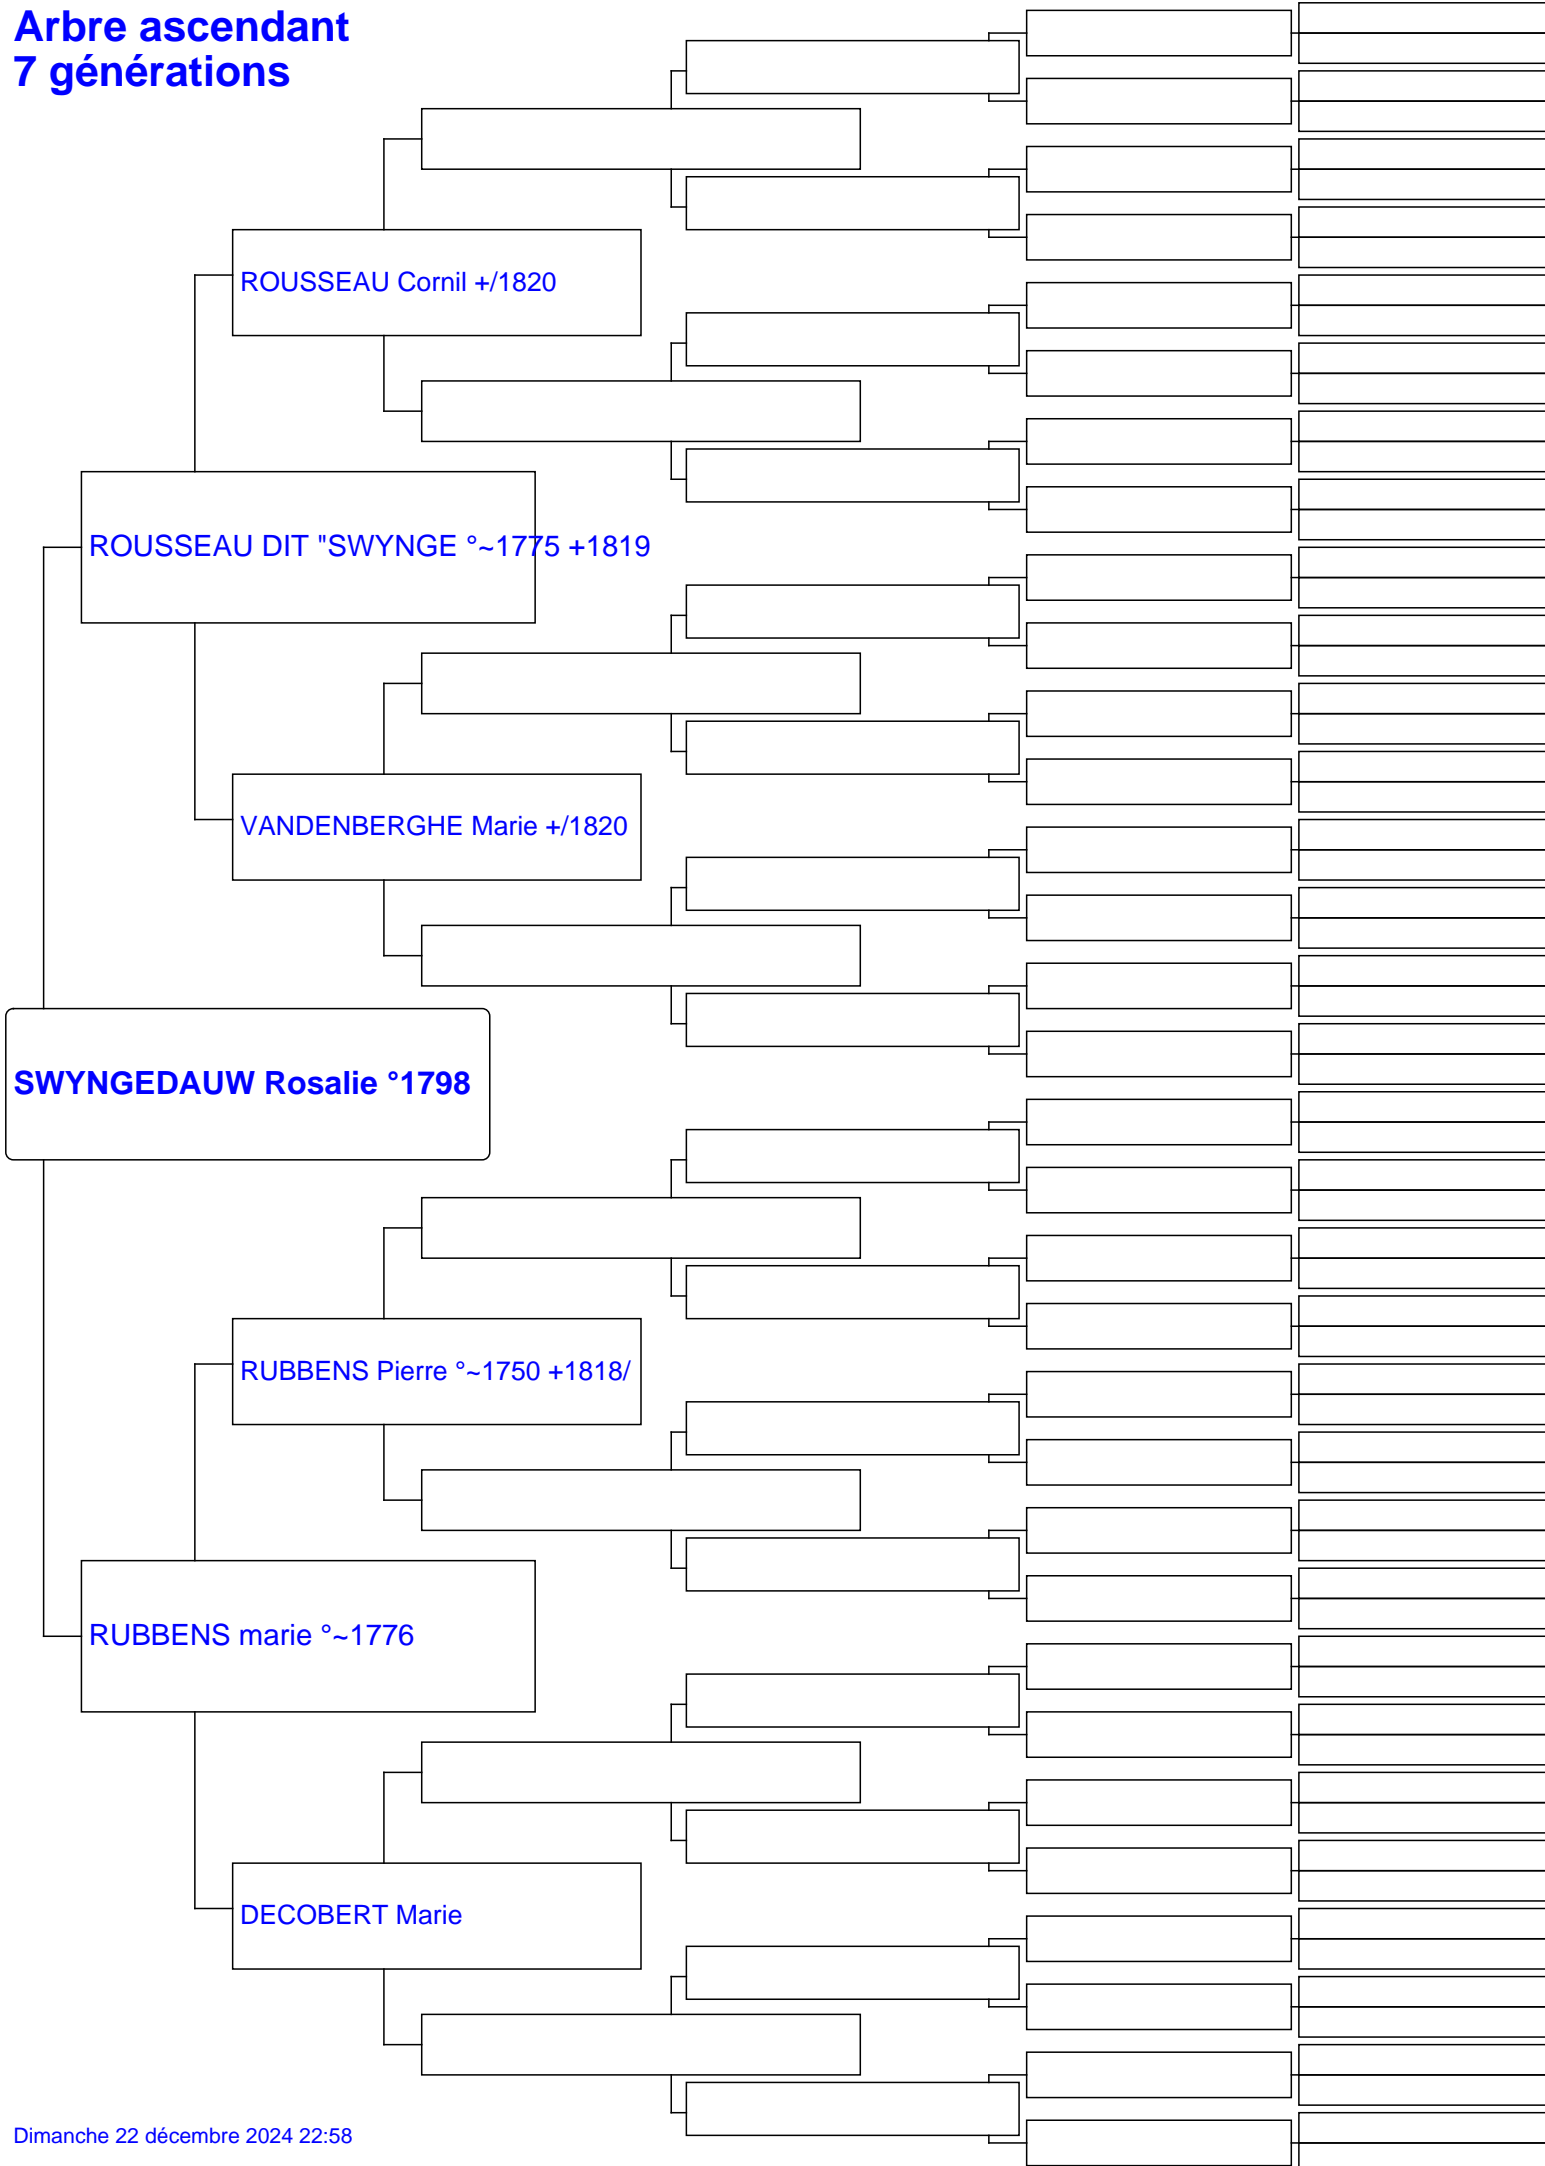 Arbre ascendant
7 générations
ROUSSEAU Cornil +/1820
ROUSSEAU DIT "SWYNGE °~1775 +1819
VANDENBERGHE Marie +/1820
SWYNGEDAUW Rosalie °1798
RUBBENS Pierre °~1750 +1818/
RUBBENS marie °~1776
DECOBERT Marie
Dimanche 22 décembre 2024 22:58